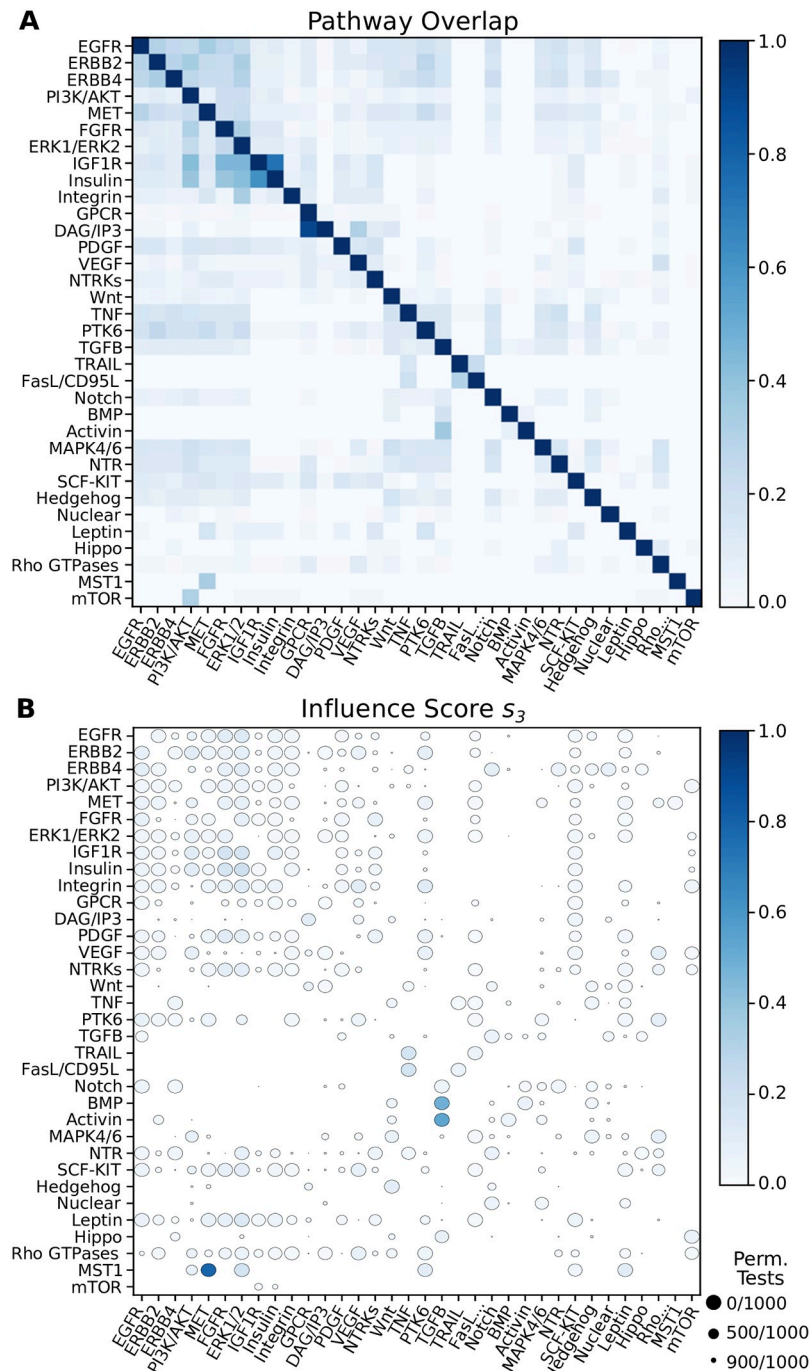 A
Pathway Overlap
EGFR
ERBB2
ERBB4
PI3K/AKT
MET
FGFR
ERK1/ERK2
IGF1R
Insulin
Integrin
GPCR
DAG/IP3
PDGF
VEGF
NTRKs
Wnt
TNF
PTK6
TGFB
TRAIL
FasL/CD95L
Notch
BMP
Activin
MAPK4/6
NTR
SCF-KIT
Hedgehog
Nuclear
Leptin
Hippo
Rho GTPases
MST1
mTOR
1.0
0.8
0.6
0.4
0.2
0.0
EGFR ERBB2 ERBB4 PI3K/AKT MET FGFR ERK1/2 IGF1R Insulin Integrin GPCR DAG/IP3 PDGF VEGF NTRKs Wnt TNF PTK6 TGFB TRAIL FasL... Notch BMP Activin MAPK4/6 NTR SCF-KIT Hedgehog Nuclear Leptin Hippo Rho... MST1 mTOR
B
Influence Score s₃
EGFR
ERBB2
ERBB4
PI3K/AKT
MET
FGFR
ERK1/ERK2
IGF1R
Insulin
Integrin
GPCR
DAG/IP3
PDGF
VEGF
NTRKs
Wnt
TNF
PTK6
TGFB
TRAIL
FasL/CD95L
Notch
BMP
Activin
MAPK4/6
NTR
SCF-KIT
Hedgehog
Nuclear
Leptin
Hippo
Rho GTPases
MST1
mTOR
1.0
0.8
0.6
0.4
0.2
0.0
Perm.
Tests
0/1000
500/1000
900/1000
EGFR ERBB2 ERBB4 PI3K/AKT MET FGFR ERK1/2 IGF1R Insulin Integrin GPCR DAG/IP3 PDGF VEGF NTRKs Wnt TNF PTK6 TGFB TRAIL FasL... Notch BMP Activin MAPK4/6 NTR SCF-KIT Hedgehog Nuclear Leptin Hippo Rho... MST1 mTOR